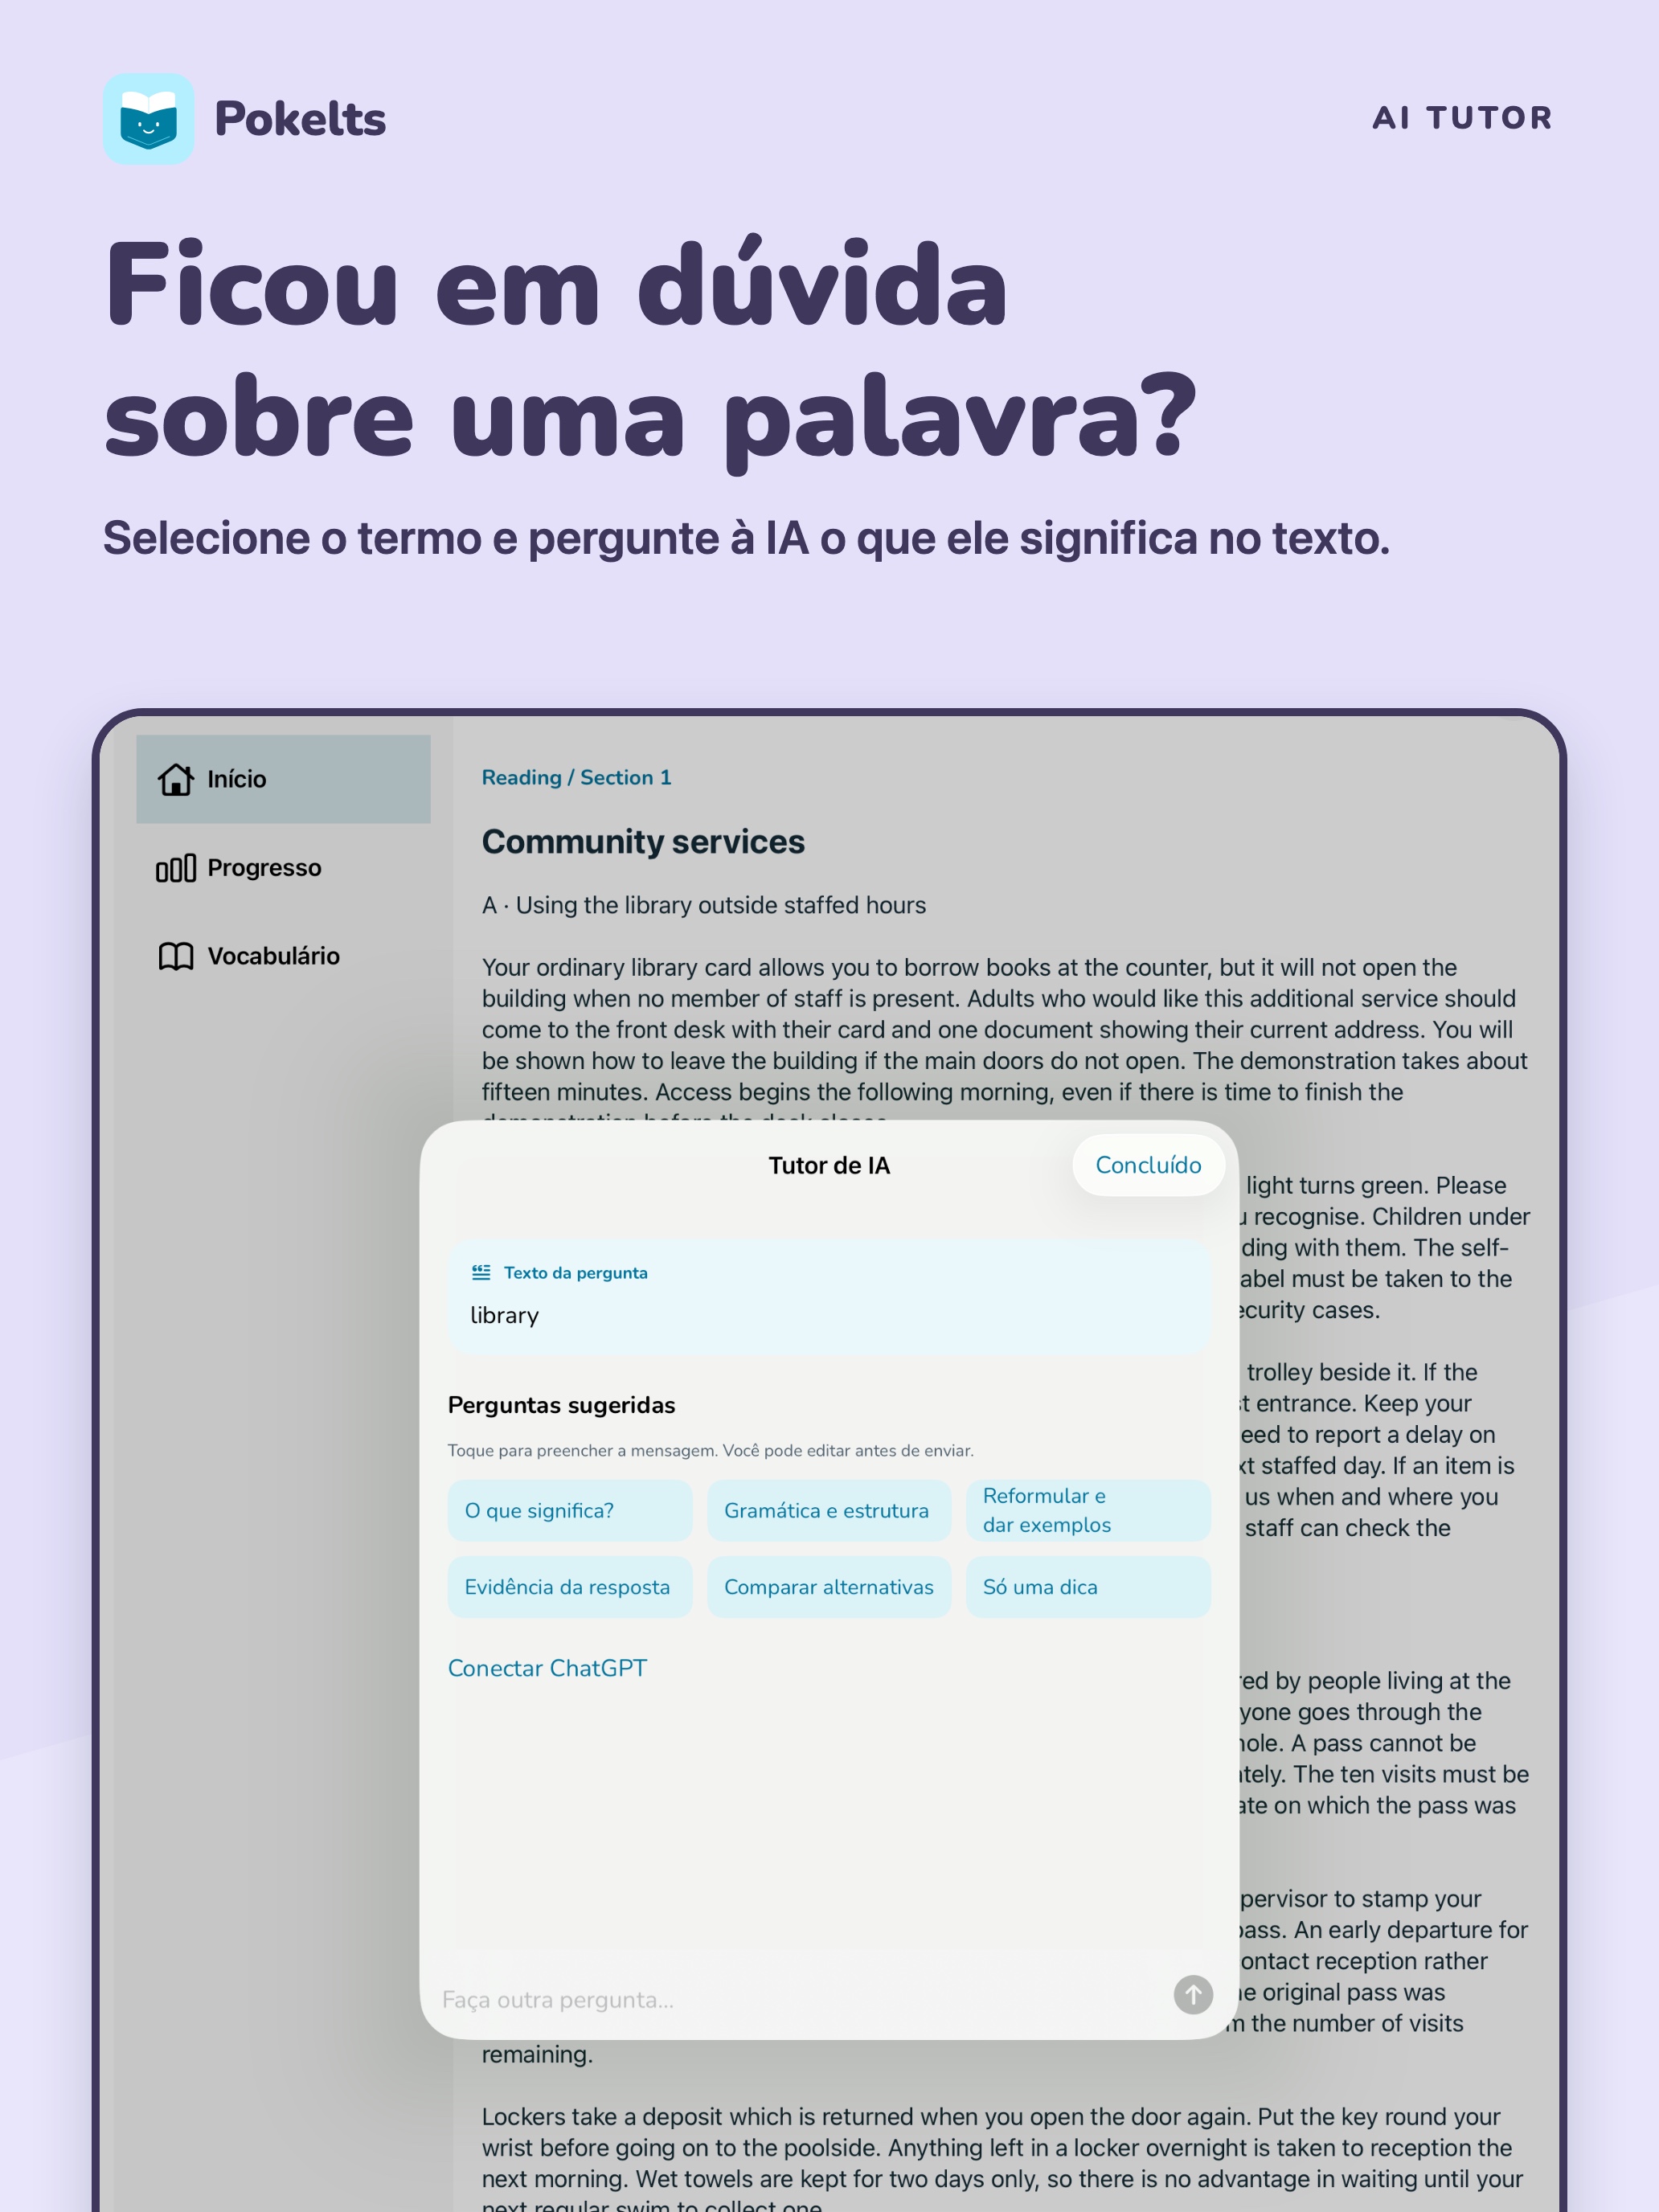 Pokelts
AI TUTOR
Ficou em dúvida
sobre uma palavra?
Selecione o termo e pergunte à IA o que ele significa no texto.
Início
Progresso
Vocabulário
Reading / Section 1
Community services
A · Using the library outside staffed hours
Your ordinary library card allows you to borrow books at the counter, but it will not open the
building when no member of staff is present. Adults who would like this additional service should
come to the front desk with their card and one document showing their current address. You will
be shown how to leave the building if the main doors do not open. The demonstration takes about
fifteen minutes. Access begins the following morning, even if there is time to finish the
demonstration before the desk closes.
light turns green. Please
recognise. Children under
with them. The self-
must be taken to the
cases.
trolley beside it. If the
entrance. Keep your
to report a delay on
staffed day. If an item is
us when and where you
staff can check the
by people living at the
goes through the
A pass cannot be
The ten visits must be
on which the pass was
to stamp your
An early departure for
reception rather
original pass was
the number of visits
remaining.
Lockers take a deposit which is returned when you open the door again. Put the key round your
wrist before going on to the poolside. Anything left in a locker overnight is taken to reception the
next morning. Wet towels are kept for two days only, so there is no advantage in waiting until your
next regular swim to collect one.
Tutor de IA
Concluído
Texto da pergunta
library
Perguntas sugeridas
Toque para preencher a mensagem. Você pode editar antes de enviar.
O que significa?
Gramática e estrutura
Reformular e
dar exemplos
Evidência da resposta
Comparar alternativas
Só uma dica
Conectar ChatGPT
Faça outra pergunta...